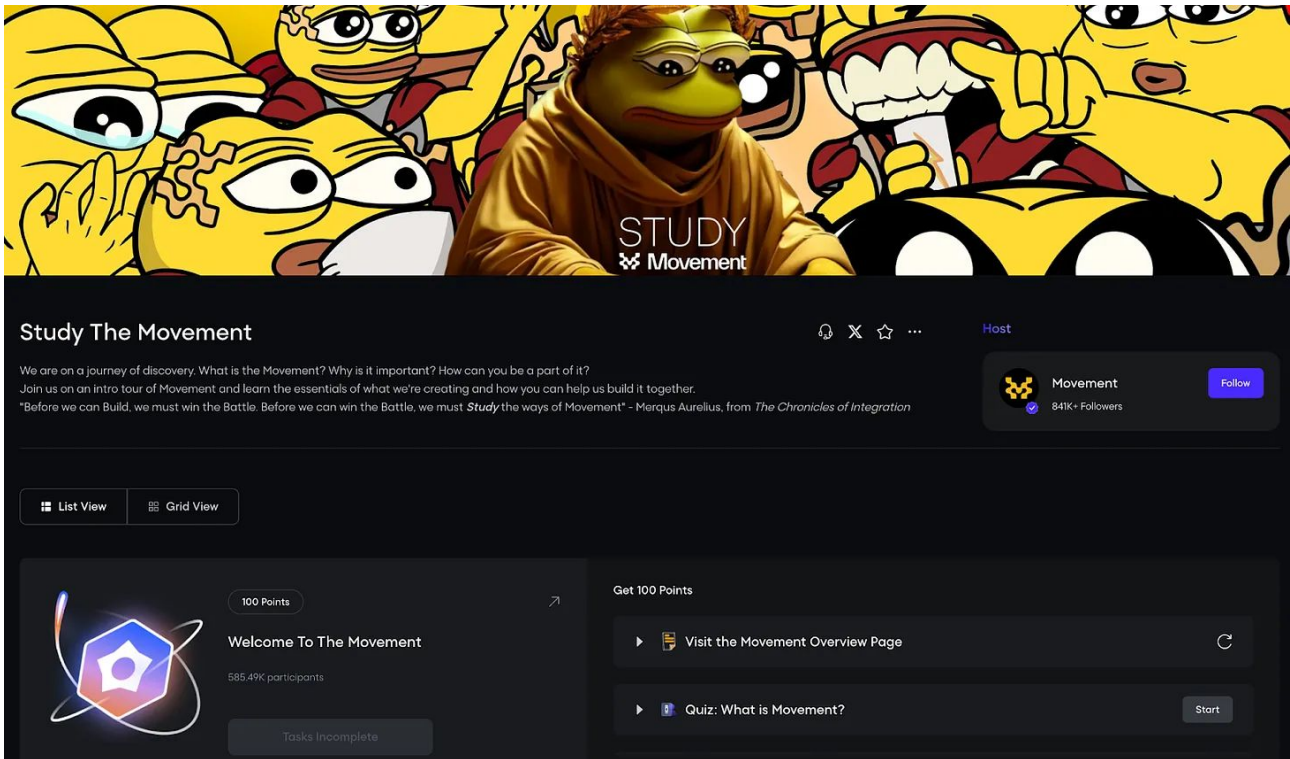 STUDY
Movement
Study The Movement
Host
We are on a journey of discovery. What is the Movement? Why is it important? How can you be a part of it?
Join us on an intro tour of Movement and learn the essentials of what we're creating and how you can help us build it together.
"Before we can Build, we must win the Battle. Before we can win the Battle, we must Study the ways of Movement" - Merqus Aurelius, from The Chronicles of Integration
Movement
841K+ Followers
Follow
List View
Grid View
100 Points
Welcome To The Movement
585.49K participants
Tasks Incomplete
Get 100 Points
Visit the Movement Overview Page
Quiz: What is Movement?
Start